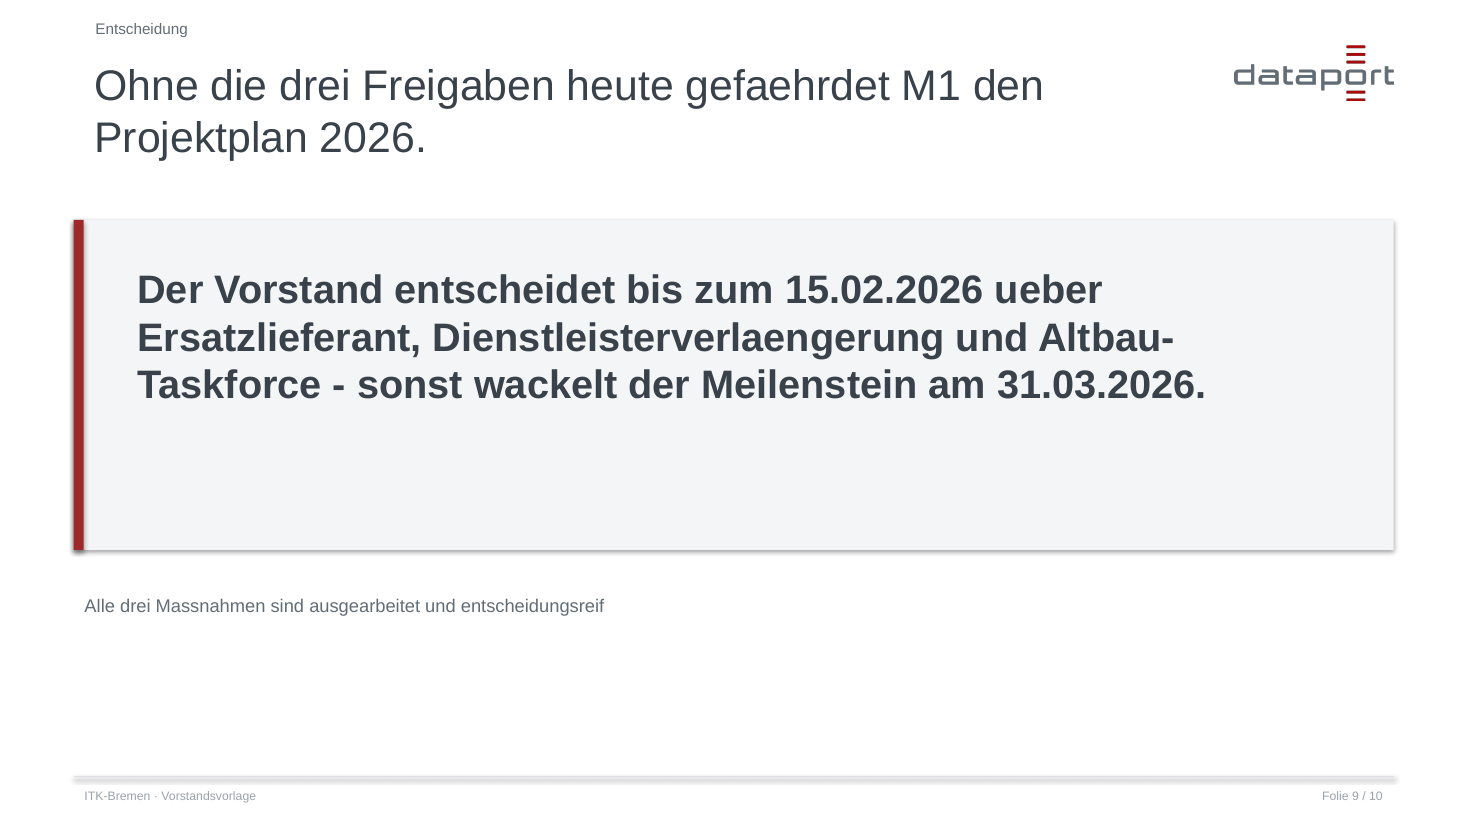 Entscheidung
Ohne die drei Freigaben heute gefaehrdet M1 den
Projektplan 2026.
dataport
Der Vorstand entscheidet bis zum 15.02.2026 ueber
Ersatzlieferant, Dienstleisterverlaengerung und Altbau-
Taskforce - sonst wackelt der Meilenstein am 31.03.2026.
Alle drei Massnahmen sind ausgearbeitet und entscheidungsreif
ITK-Bremen · Vorstandsvorlage
Folie 9 / 10